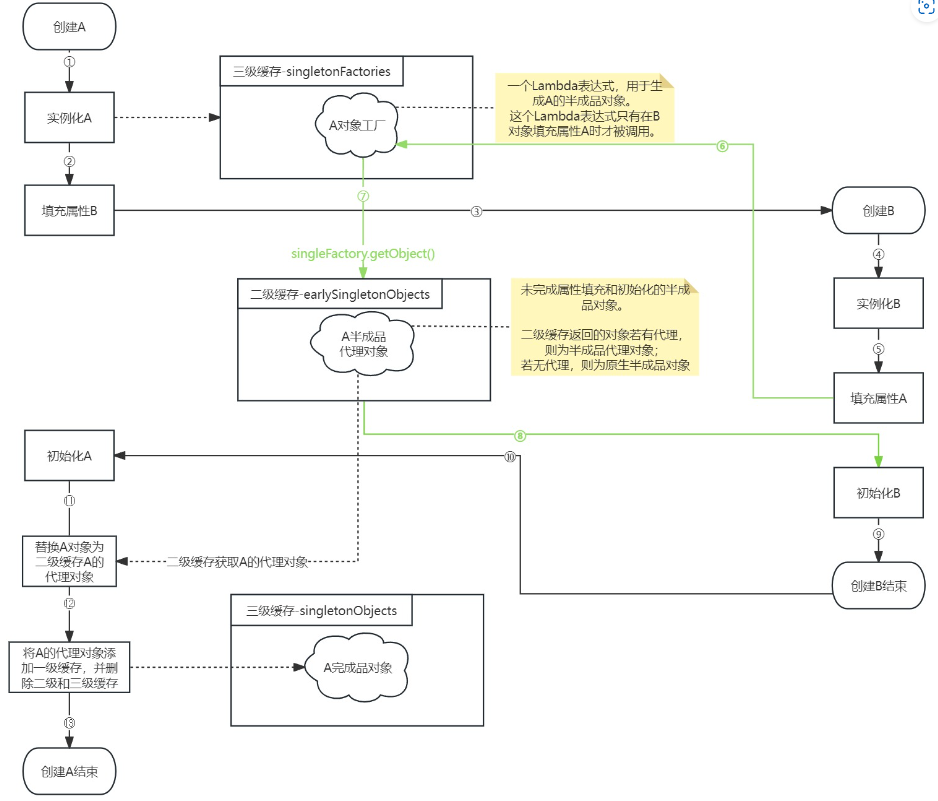 创建A
①
实例化A
②
填充属性B
三级缓存-singletonFactories
A对象工厂
一个Lambda表达式，用于生
成A的半成品对象。
这个Lambda表达式只有在B
对象填充属性A时才被调用。
⑥
⑦
③
创建B
④
实例化B
⑤
填充属性A
singleFactory.getObject()
二级缓存-earlySingletonObjects
A半成品
代理对象
未完成属性填充和初始化的半成
品对象。
二级缓存返回的对象若有代理，
则为半成品代理对象；
若无代理，则为原生半成品对象
⑧
初始化B
⑨
创建B结束
⑩
初始化A
⑪
替换A对象为
二级缓存A的
代理对象
二级缓存获取A的代理对象
⑫
将A的代理对象添
加一级缓存，并删
除二级和三级缓存
三级缓存-singletonObjects
A完成品对象
⑬
创建A结束